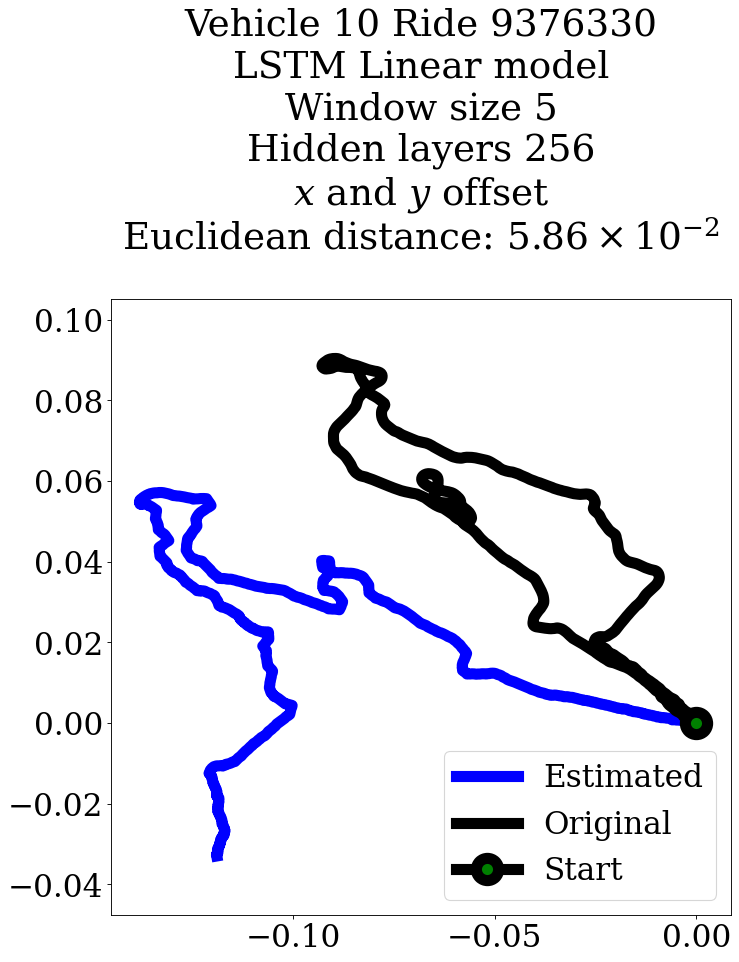 Vehicle 10 Ride 9376330
LSTM Linear model
Window size 5
Hidden layers 256
x and y offset
Euclidean distance: 5.86 × 10⁻²
0.10
0.08
0.06
0.04
0.02
0.00
−0.02
−0.04
Estimated
Original
Start
−0.10 −0.05 0.00